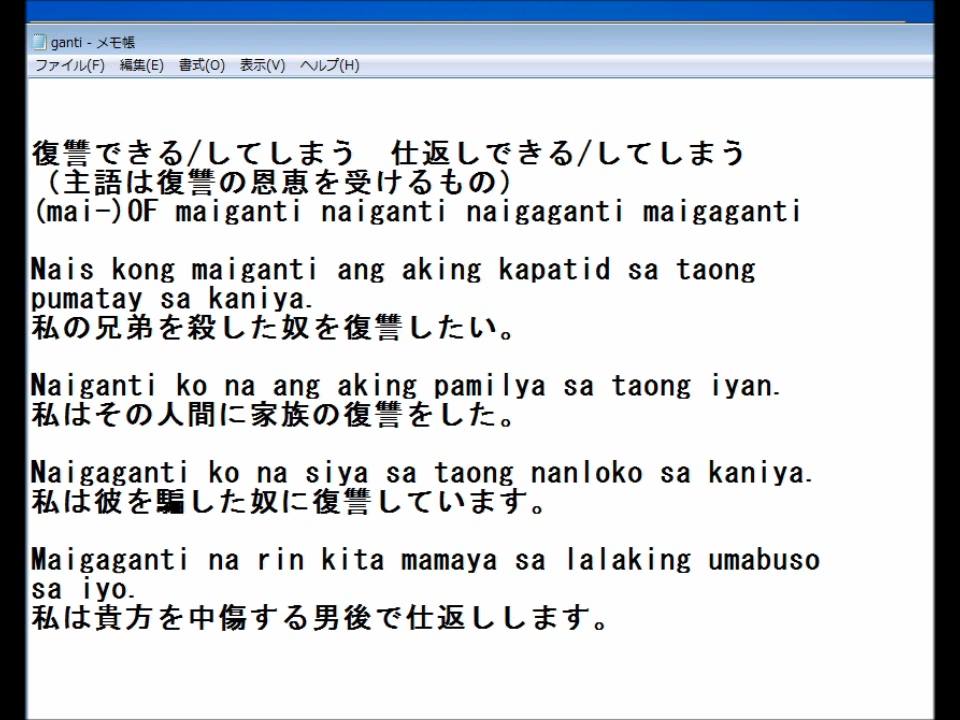 ganti - メモ帳
ファイル(F) 編集(E) 書式(O) 表示(V) ヘルプ(H)
復讐できる/してしまう 仕返しできる/してしまう
(主語は復讐の恩恵を受けるもの)
(mai-)OF maiganti naiganti naigaganti maigaganti
Nais kong maiganti ang aking kapatid sa taong
pumatay sa kaniya.
私の兄弟を殺した奴を復讐したい。
Naiganti ko na ang aking pamilya sa taong iyan.
私はその人間に家族の復讐をした。
Naigaganti ko na siya sa taong nanloko sa kaniya.
私は彼を騙した奴に復讐しています。
Maigaganti na rin kita mamaya sa lalaking umabuso
sa iyo.
私は貴方を中傷する男後で仕返しします。